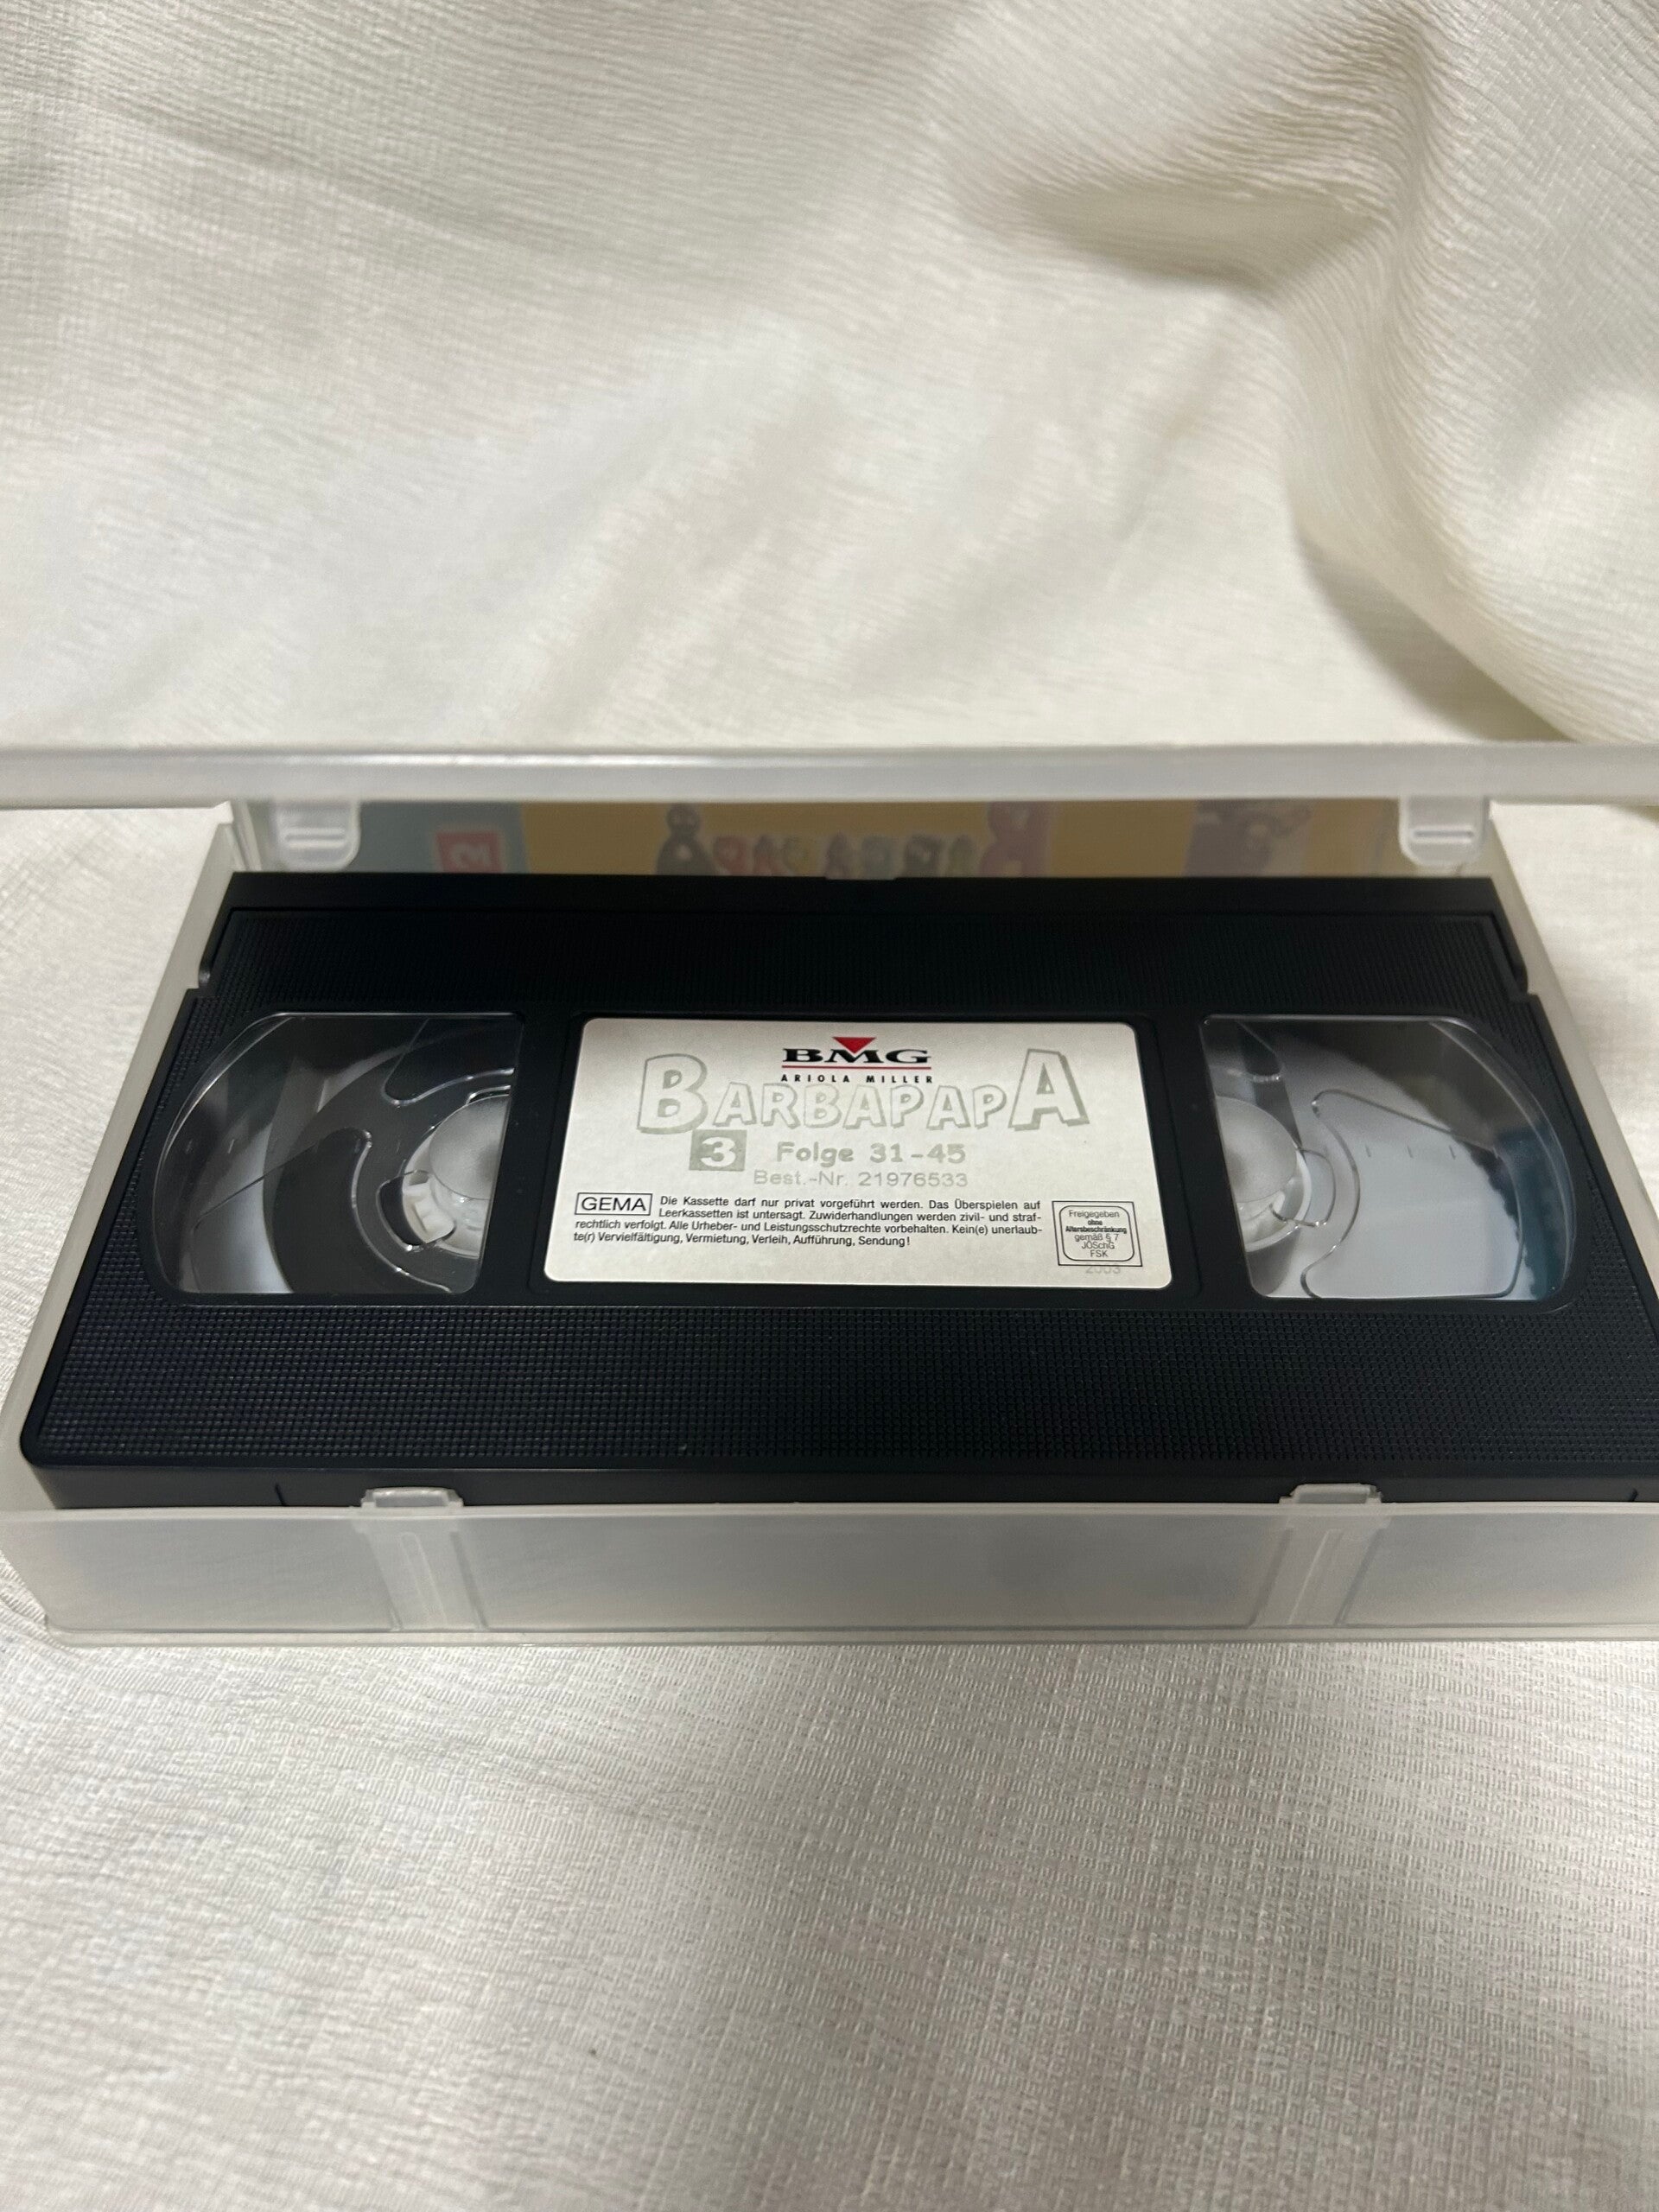 BMG
ARIOLA MILLER
BARBAPAPA
3 Folge 31-45
Best.-Nr. 21976533
GEMA Die Kassette darf nur privat vorgeführt werden. Das Überspielen auf
Leerkassetten ist untersagt. Zuwiderhandlungen werden zivil- und straf-
rechtlich verfolgt. Alle Urheber- und Leistungsschutzrechte vorbehalten. Kein(e) unerlaub-
te(r) Vervielfältigung, Vermietung, Verleih, Aufführung, Sendung!
Freigegeben
ohne
Altersbeschränkung
gemäß § 7
JÖSchG
FSK
2003